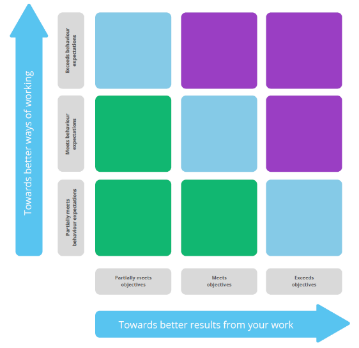 Towards better ways of working
Exceeds behaviour
expectations
Meets behaviour
expectations
Partially meets
behaviour expectations
Partially meets
objectives
Meets
objectives
Exceeds
objectives
Towards better results from your work